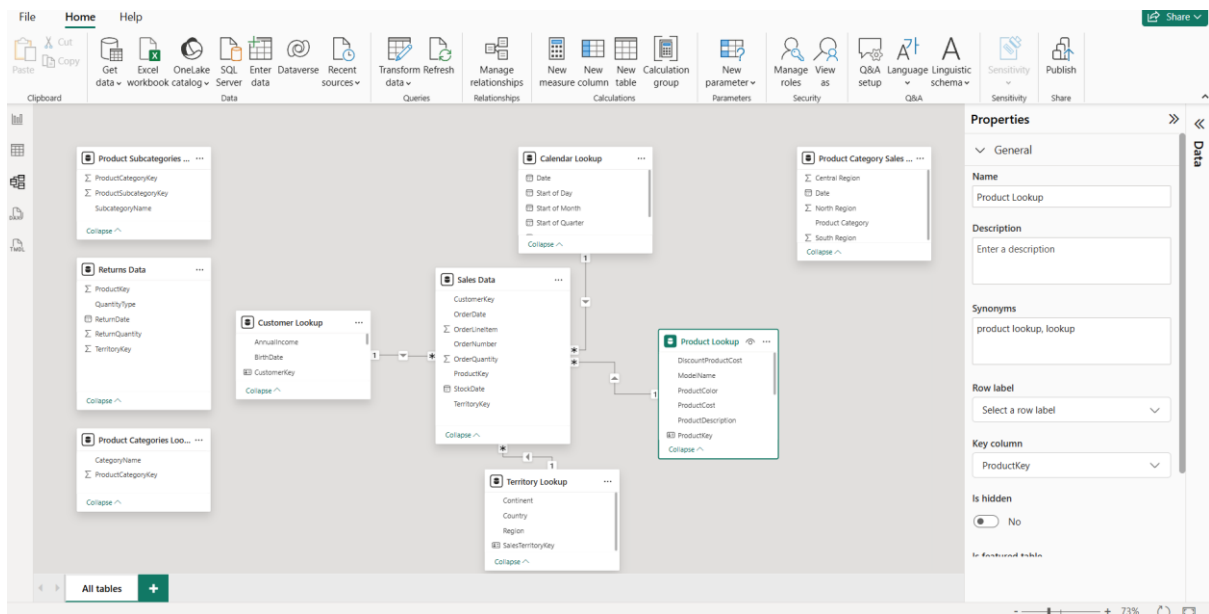 File Home Help Share
Paste
Cut
Copy
Get data
Excel workbook
OneLake catalog
SQL Server
Enter data
Dataverse
Recent sources
Transform data
Refresh
Manage relationships
New measure
New column
New table
Calculation group
New parameter
Manage roles
View as
Q&A setup
Language
Linguistic schema
Sensitivity
Publish
Clipboard Data Queries Relationships Calculations Parameters Security Q&A Sensitivity Share
Product Subcategories ...
ProductCategoryKey
ProductSubcategoryKey
SubcategoryName
Collapse
Returns Data
ProductKey
QuantityType
ReturnDate
ReturnQuantity
TerritoryKey
Collapse
Product Categories Loo...
CategoryName
ProductCategoryKey
Collapse
Customer Lookup
AnnualIncome
BirthDate
CustomerKey
Collapse
1
*
Calendar Lookup
Date
Start of Day
Start of Month
Start of Quarter
Collapse
1
Sales Data
CustomerKey
OrderDate
OrderLineItem
OrderNumber
OrderQuantity
ProductKey
StockDate
TerritoryKey
Collapse
*
*
*
1
Territory Lookup
Continent
Country
Region
SalesTerritoryKey
Collapse
1
Product Lookup
DiscountProductCost
ModelName
ProductColor
ProductCost
ProductDescription
ProductKey
Collapse
Product Category Sales ...
Central Region
Date
North Region
Product Category
South Region
Collapse
Properties
General
Name
Product Lookup
Description
Enter a description
Synonyms
product lookup, lookup
Row label
Select a row label
Key column
ProductKey
Is hidden
No
Is featured table
Data
TMDL
All tables +
- + 73%